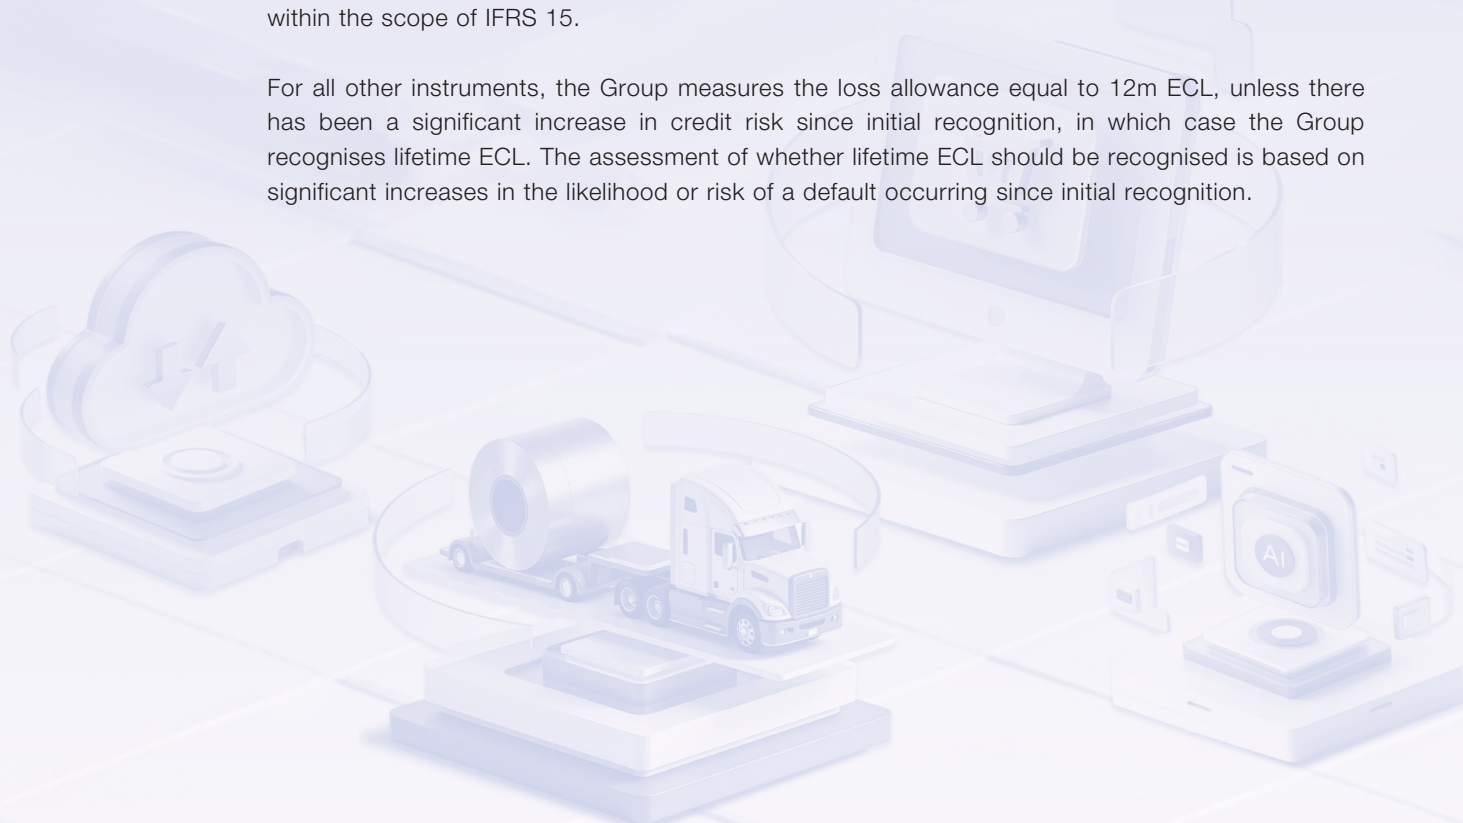 within the scope of IFRS 15.
For all other instruments, the Group measures the loss allowance equal to 12m ECL, unless there
has been a significant increase in credit risk since initial recognition, in which case the Group
recognises lifetime ECL. The assessment of whether lifetime ECL should be recognised is based on
significant increases in the likelihood or risk of a default occurring since initial recognition.
AI